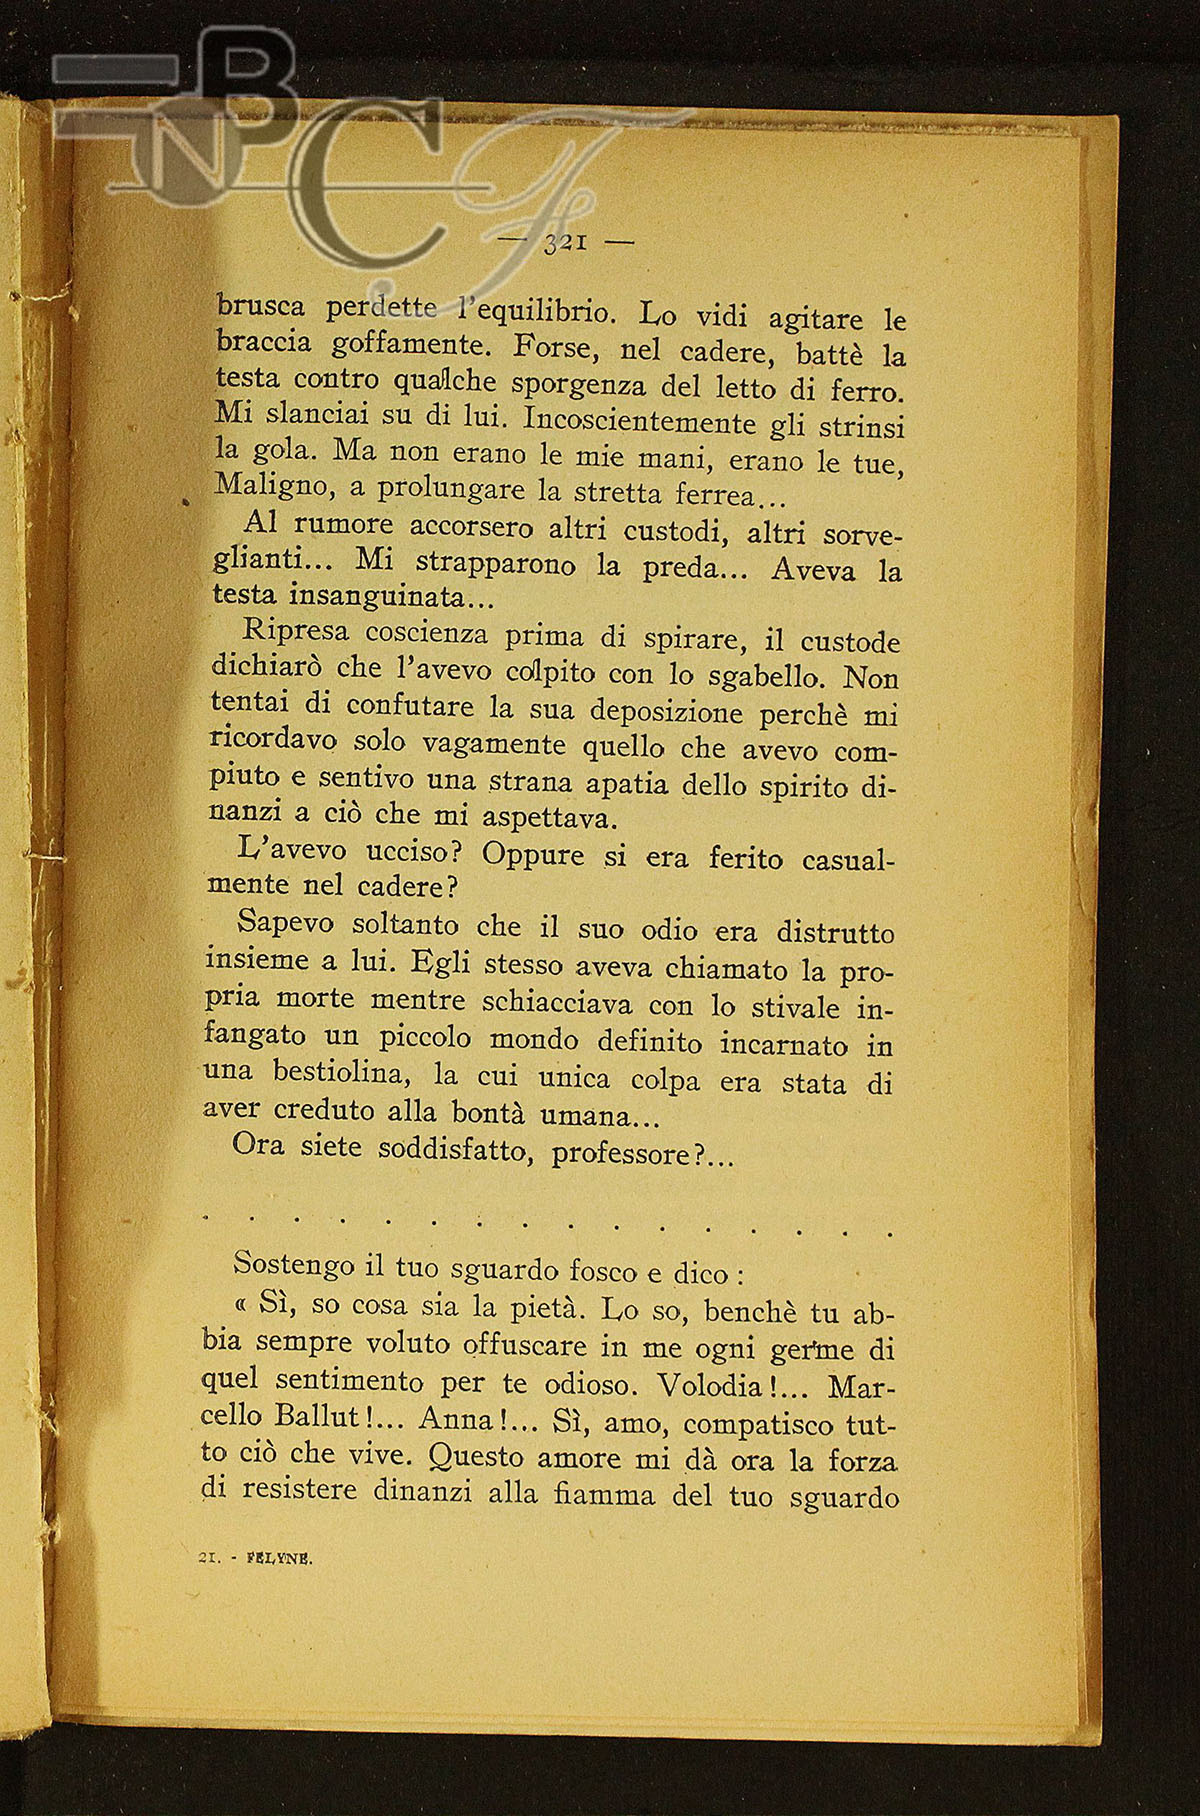 NBCF
— 321 —
brusca perdette l'equilibrio. Lo vidi agitare le
braccia goffamente. Forse, nel cadere, battè la
testa contro qualche sporgenza del letto di ferro.
Mi slanciai su di lui. Incoscientemente gli strinsi
la gola. Ma non erano le mie mani, erano le tue,
Maligno, a prolungare la stretta ferrea...
Al rumore accorsero altri custodi, altri sorve-
glianti... Mi strapparono la preda... Aveva la
testa insanguinata...
Ripresa coscienza prima di spirare, il custode
dichiarò che l'avevo colpito con lo sgabello. Non
tentai di confutare la sua deposizione perchè mi
ricordavo solo vagamente quello che avevo com-
piuto e sentivo una strana apatia dello spirito di-
nanzi a ciò che mi aspettava.
L'avevo ucciso? Oppure si era ferito casual-
mente nel cadere?
Sapevo soltanto che il suo odio era distrutto
insieme a lui. Egli stesso aveva chiamato la pro-
pria morte mentre schiacciava con lo stivale in-
fangato un piccolo mondo definito incarnato in
una bestiolina, la cui unica colpa era stata di
aver creduto alla bontà umana...
Ora siete soddisfatto, professore?...
. . . . . . . . . . . . . . . .
Sostengo il tuo sguardo fosco e dico :
« Sì, so cosa sia la pietà. Lo so, benchè tu ab-
bia sempre voluto offuscare in me ogni germe di
quel sentimento per te odioso. Volodia!... Mar-
cello Ballut!... Anna!... Sì, amo, compatisco tut-
to ciò che vive. Questo amore mi dà ora la forza
di resistere dinanzi alla fiamma del tuo sguardo
21. - FELYNE.